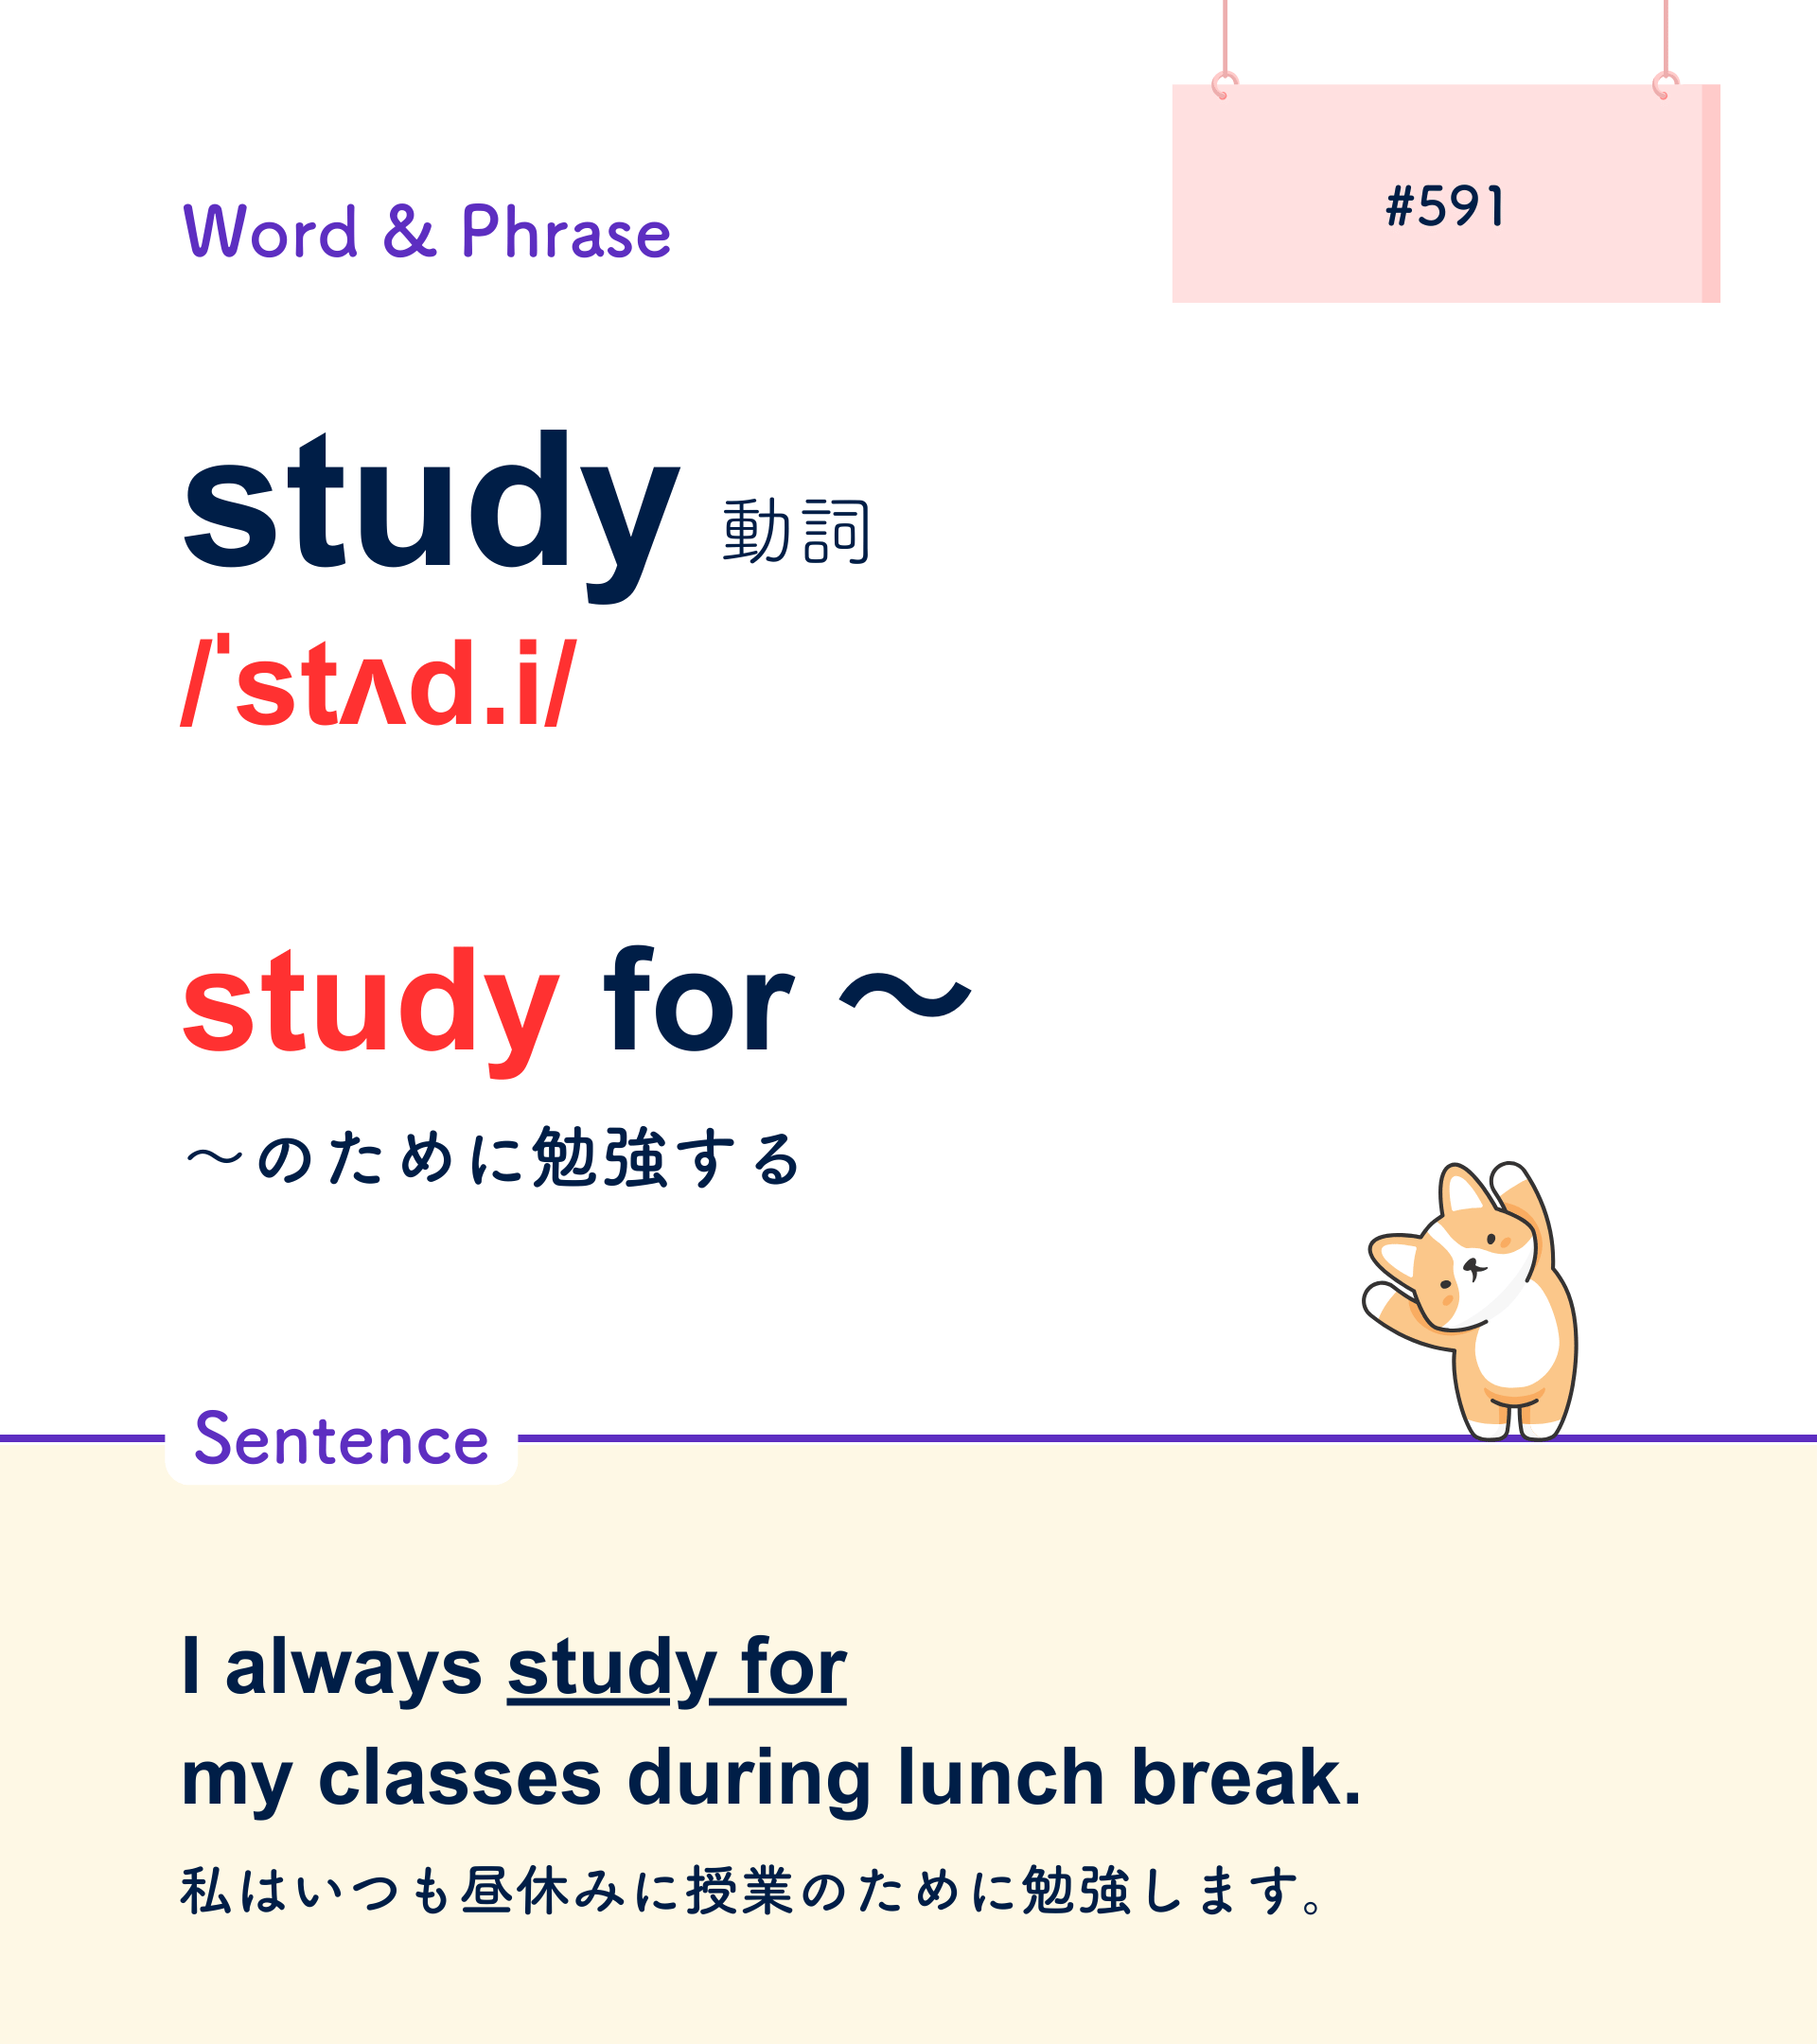 #591
Word & Phrase
study 動詞
/ˈstʌd.i/
study for 〜
〜のために勉強する
Sentence
I always study for
my classes during lunch break.
私はいつも昼休みに授業のために勉強します。